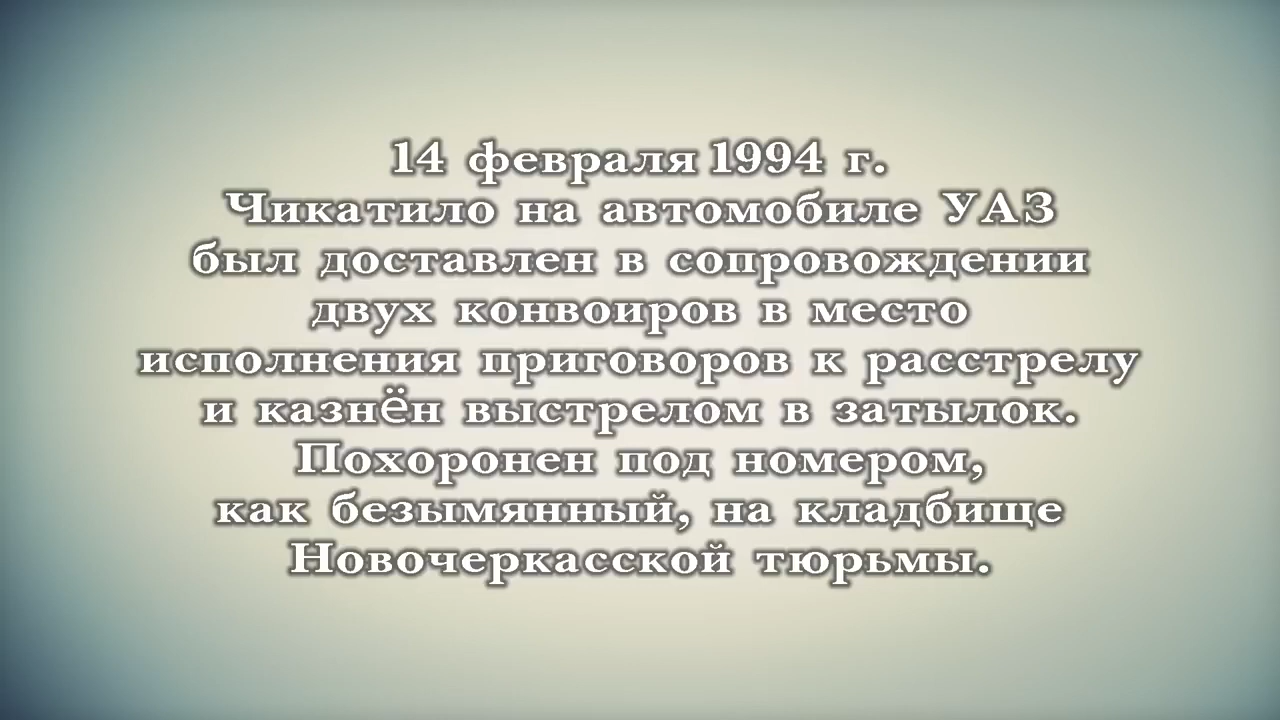 14 февраля 1994 г.
Чикатило на автомобиле УАЗ
был доставлен в сопровождении
двух конвоиров в место
исполнения приговоров к расстрелу
и казнён выстрелом в затылок.
Похоронен под номером,
как безымянный, на кладбище
Новочеркасской тюрьмы.